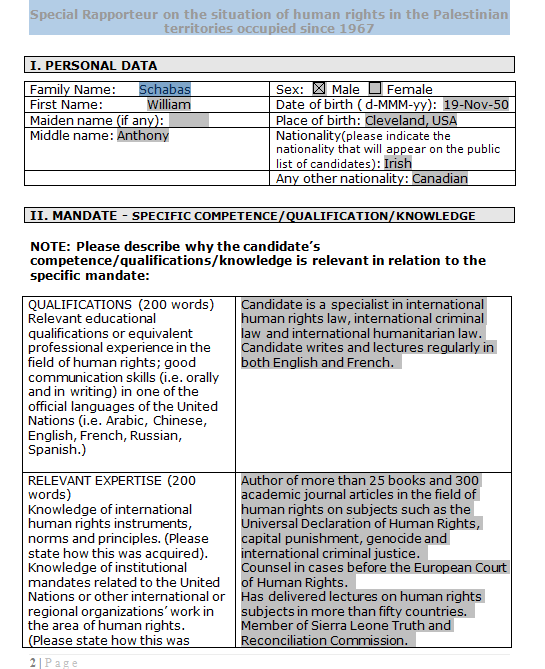 Special Rapporteur on the situation of human rights in the Palestinian
territories occupied since 1967
I. PERSONAL DATA
Family Name: Schabas
First Name: William
Maiden name (if any):
Middle name: Anthony
Sex: ☒ Male ☐ Female
Date of birth ( d-MMM-yy): 19-Nov-50
Place of birth: Cleveland, USA
Nationality(please indicate the
nationality that will appear on the public
list of candidates): Irish
Any other nationality: Canadian
II. MANDATE - SPECIFIC COMPETENCE/QUALIFICATION/KNOWLEDGE
NOTE: Please describe why the candidate’s
competence/qualifications/knowledge is relevant in relation to the
specific mandate:
QUALIFICATIONS (200 words)
Relevant educational
qualifications or equivalent
professional experience in the
field of human rights; good
communication skills (i.e. orally
and in writing) in one of the
official languages of the United
Nations (i.e. Arabic, Chinese,
English, French, Russian,
Spanish.)
Candidate is a specialist in international
human rights law, international criminal
law and international humanitarian law.
Candidate writes and lectures regularly in
both English and French.
RELEVANT EXPERTISE (200
words)
Knowledge of international
human rights instruments,
norms and principles. (Please
state how this was acquired).
Knowledge of institutional
mandates related to the United
Nations or other international or
regional organizations’ work in
the area of human rights.
(Please state how this was
Author of more than 25 books and 300
academic journal articles in the field of
human rights on subjects such as the
Universal Declaration of Human Rights,
capital punishment, genocide and
international criminal justice.
Counsel in cases before the European Court
of Human Rights.
Has delivered lectures on human rights
subjects in more than fifty countries.
Member of Sierra Leone Truth and
Reconciliation Commission.
2 | Page